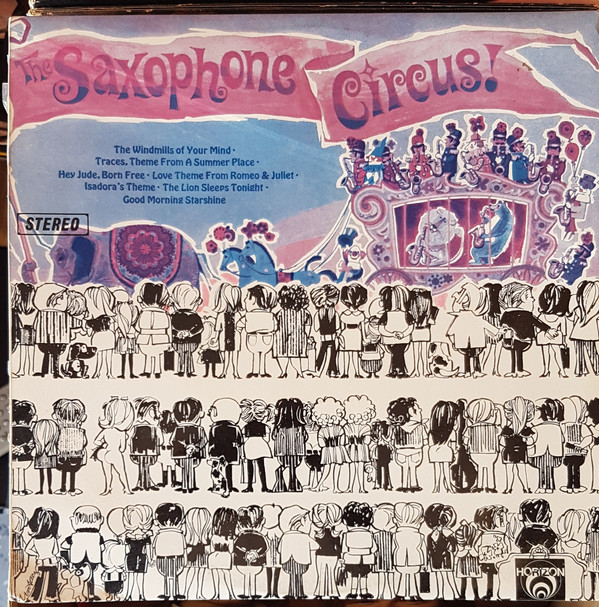 The Saxophone Circus!
The Windmills of Your Mind •
Traces, Theme From A Summer Place •
Hey Jude, Born Free • Love Theme From Romeo & Juliet •
Isadora's Theme • The Lion Sleeps Tonight •
Good Morning Starshine
STEREO
HORIZON